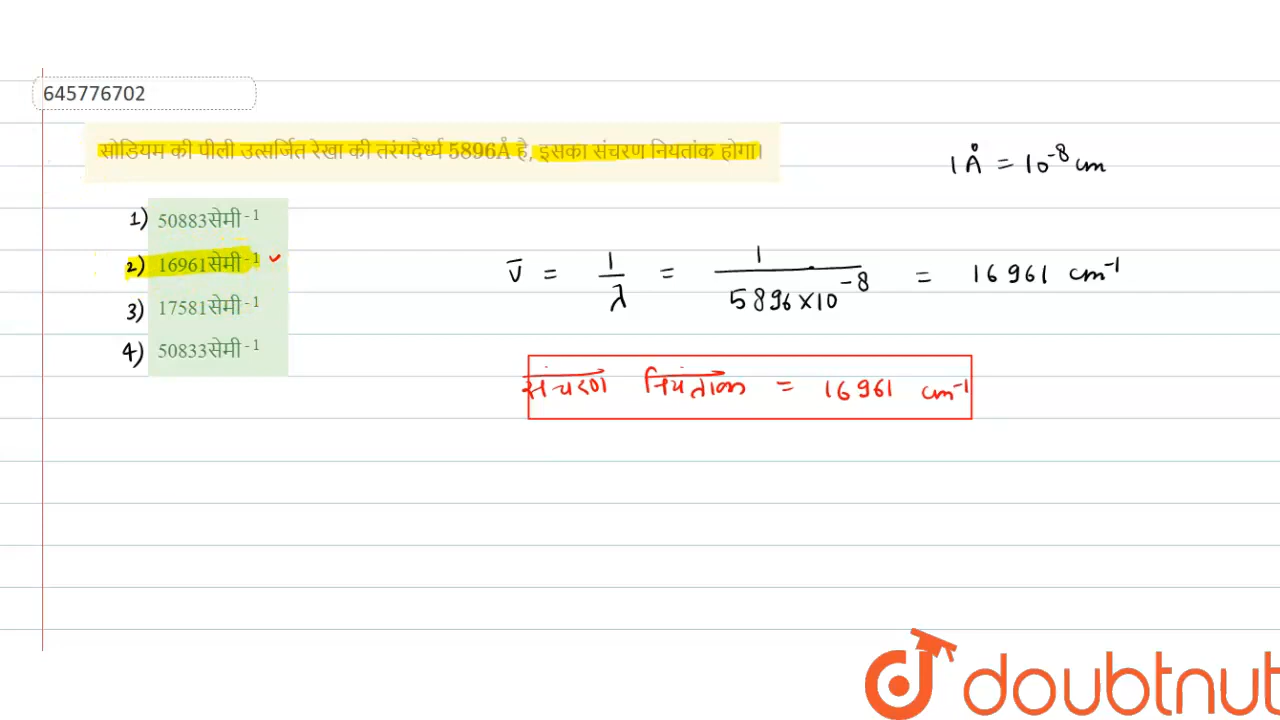 645776702
सोडियम की पीली उत्सर्जित रेखा की तरंगदैर्ध्य 5896Å है, इसका संचरण नियतांक होगा।
1 Å = 10⁻⁸ cm
1) 50883सेमी⁻¹
2) 16961सेमी⁻¹
3) 17581सेमी⁻¹
4) 50833सेमी⁻¹
ν̅ = 1/λ = 1/5896×10⁻⁸ = 16961 cm⁻¹
संचरण नियंताक = 16961 cm⁻¹
doubtnut